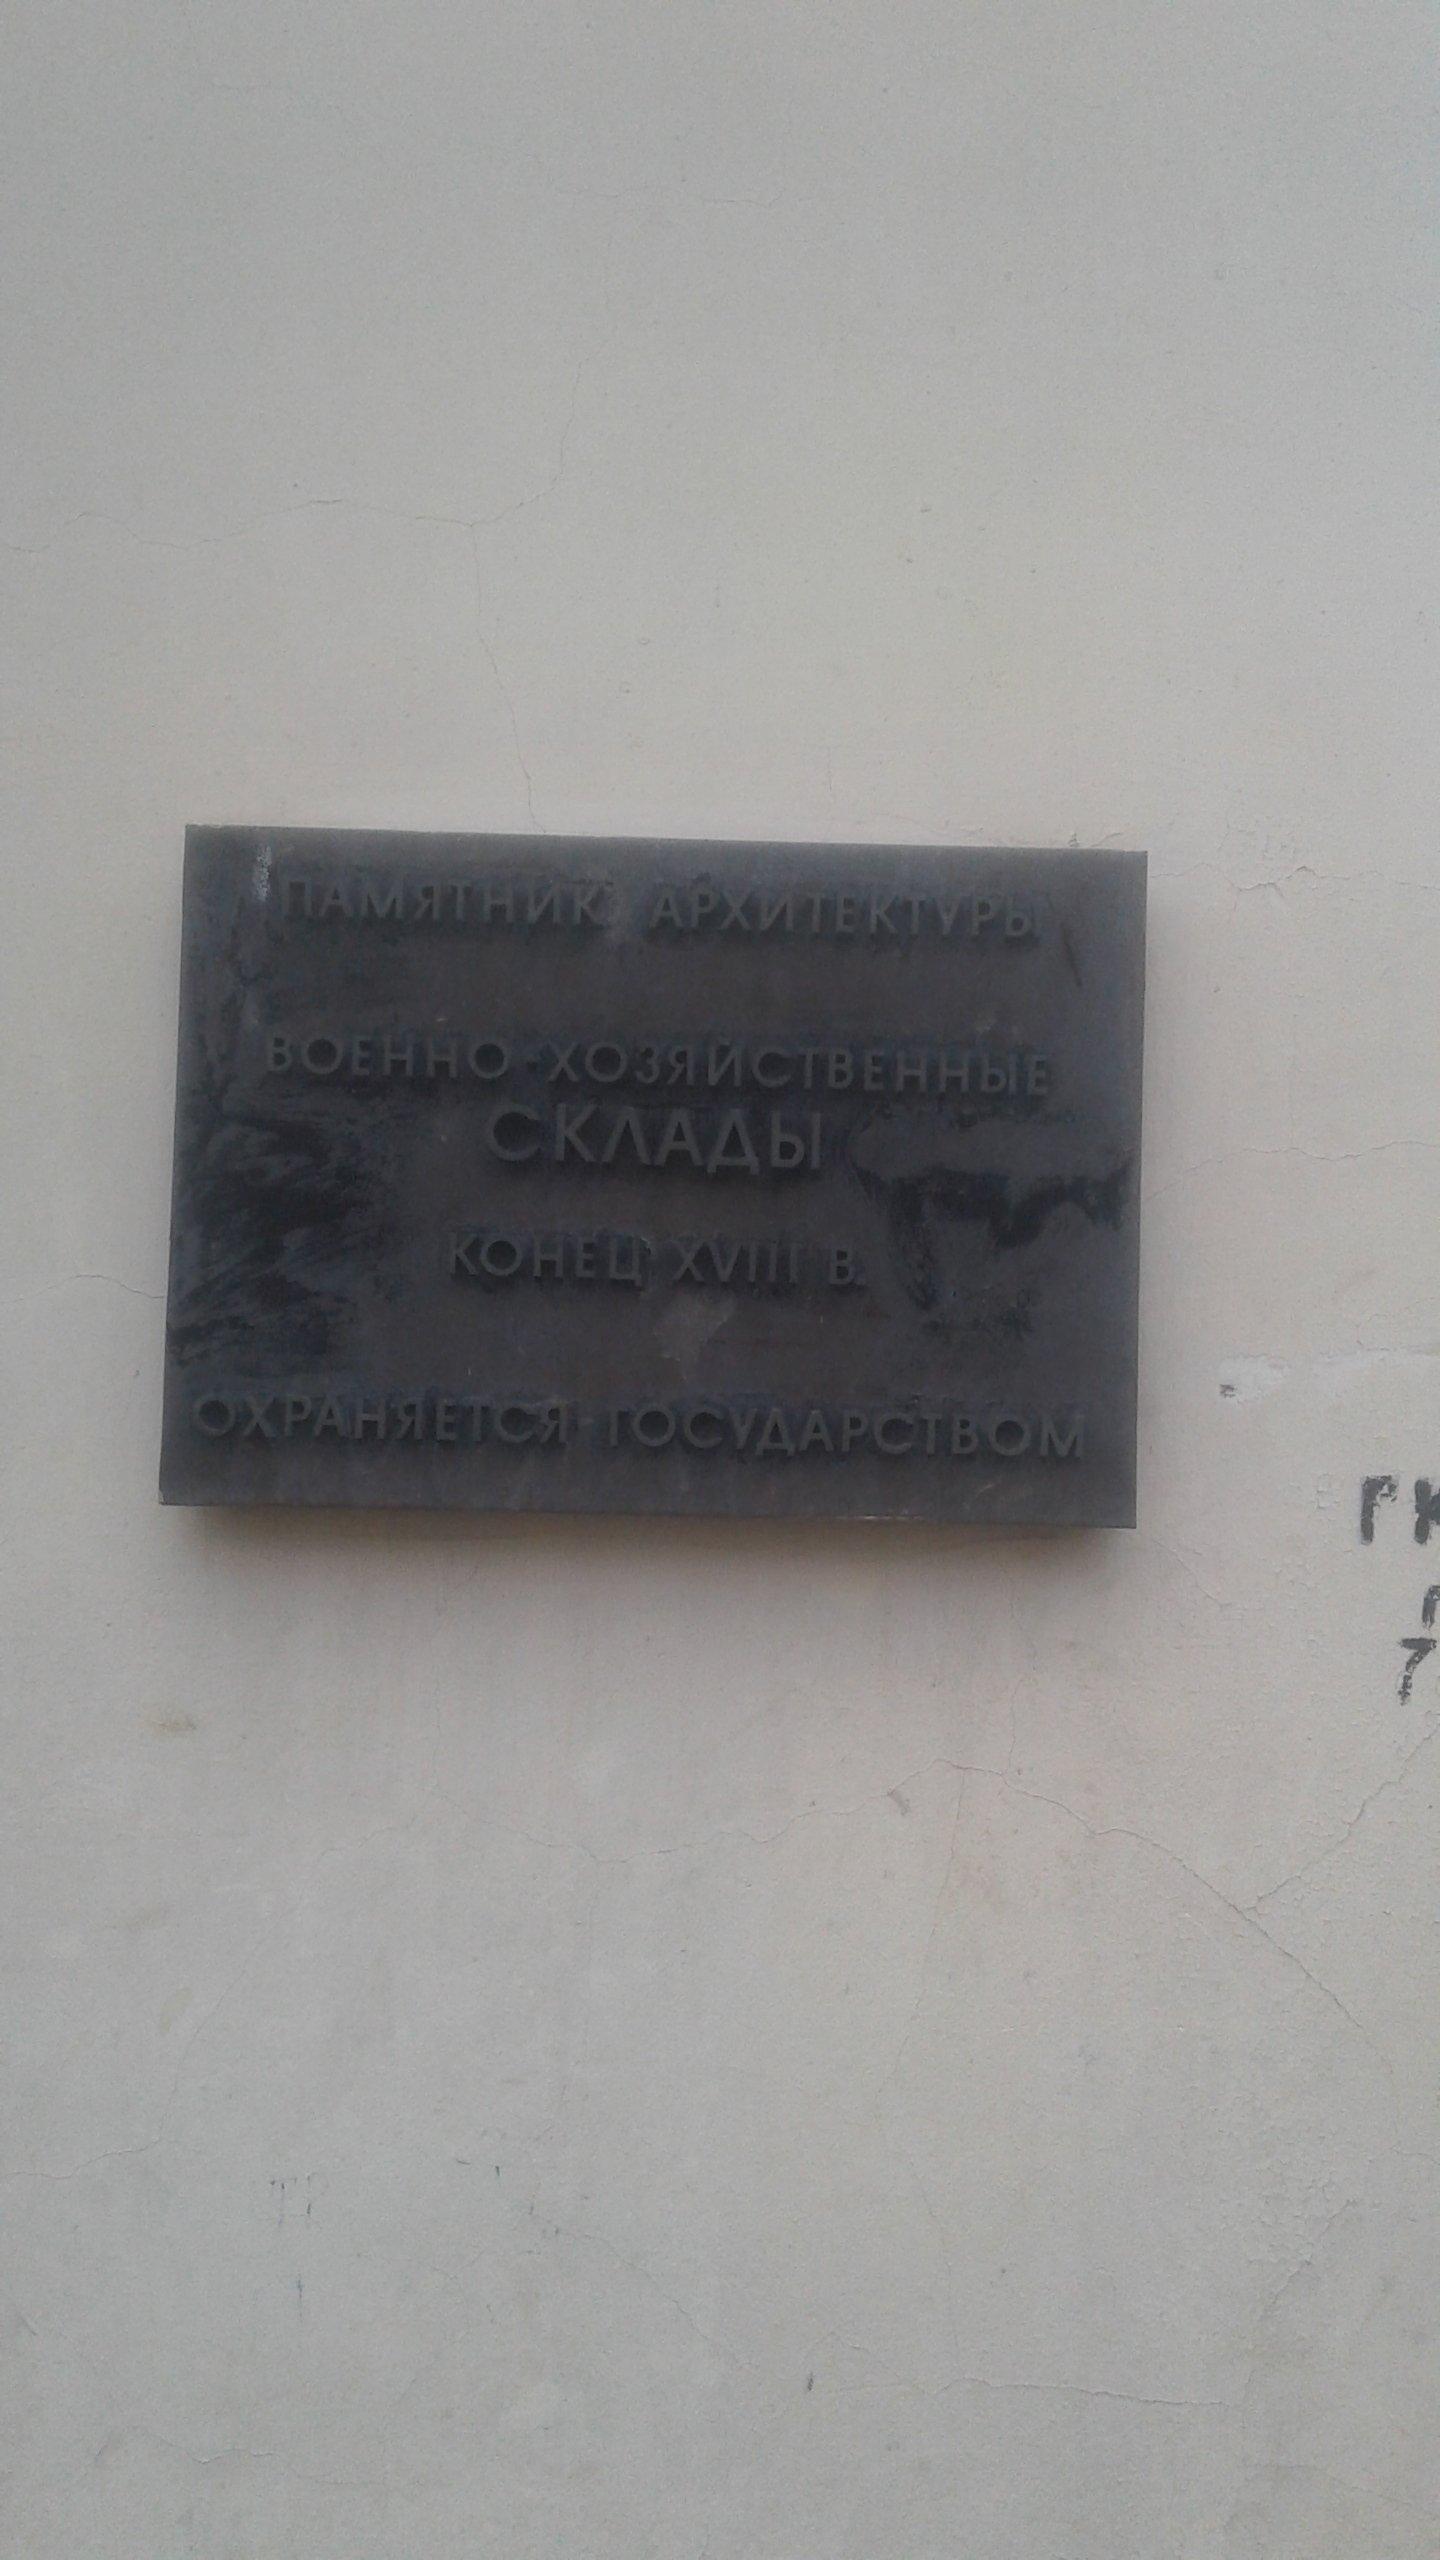 ПАМЯТНИК АРХИТЕКТУРЫ
ВОЕННО-ХОЗЯЙСТВЕННЫЕ
СКЛАДЫ
КОНЕЦ XVIII В.
ОХРАНЯЕТСЯ ГОСУДАРСТВОМ